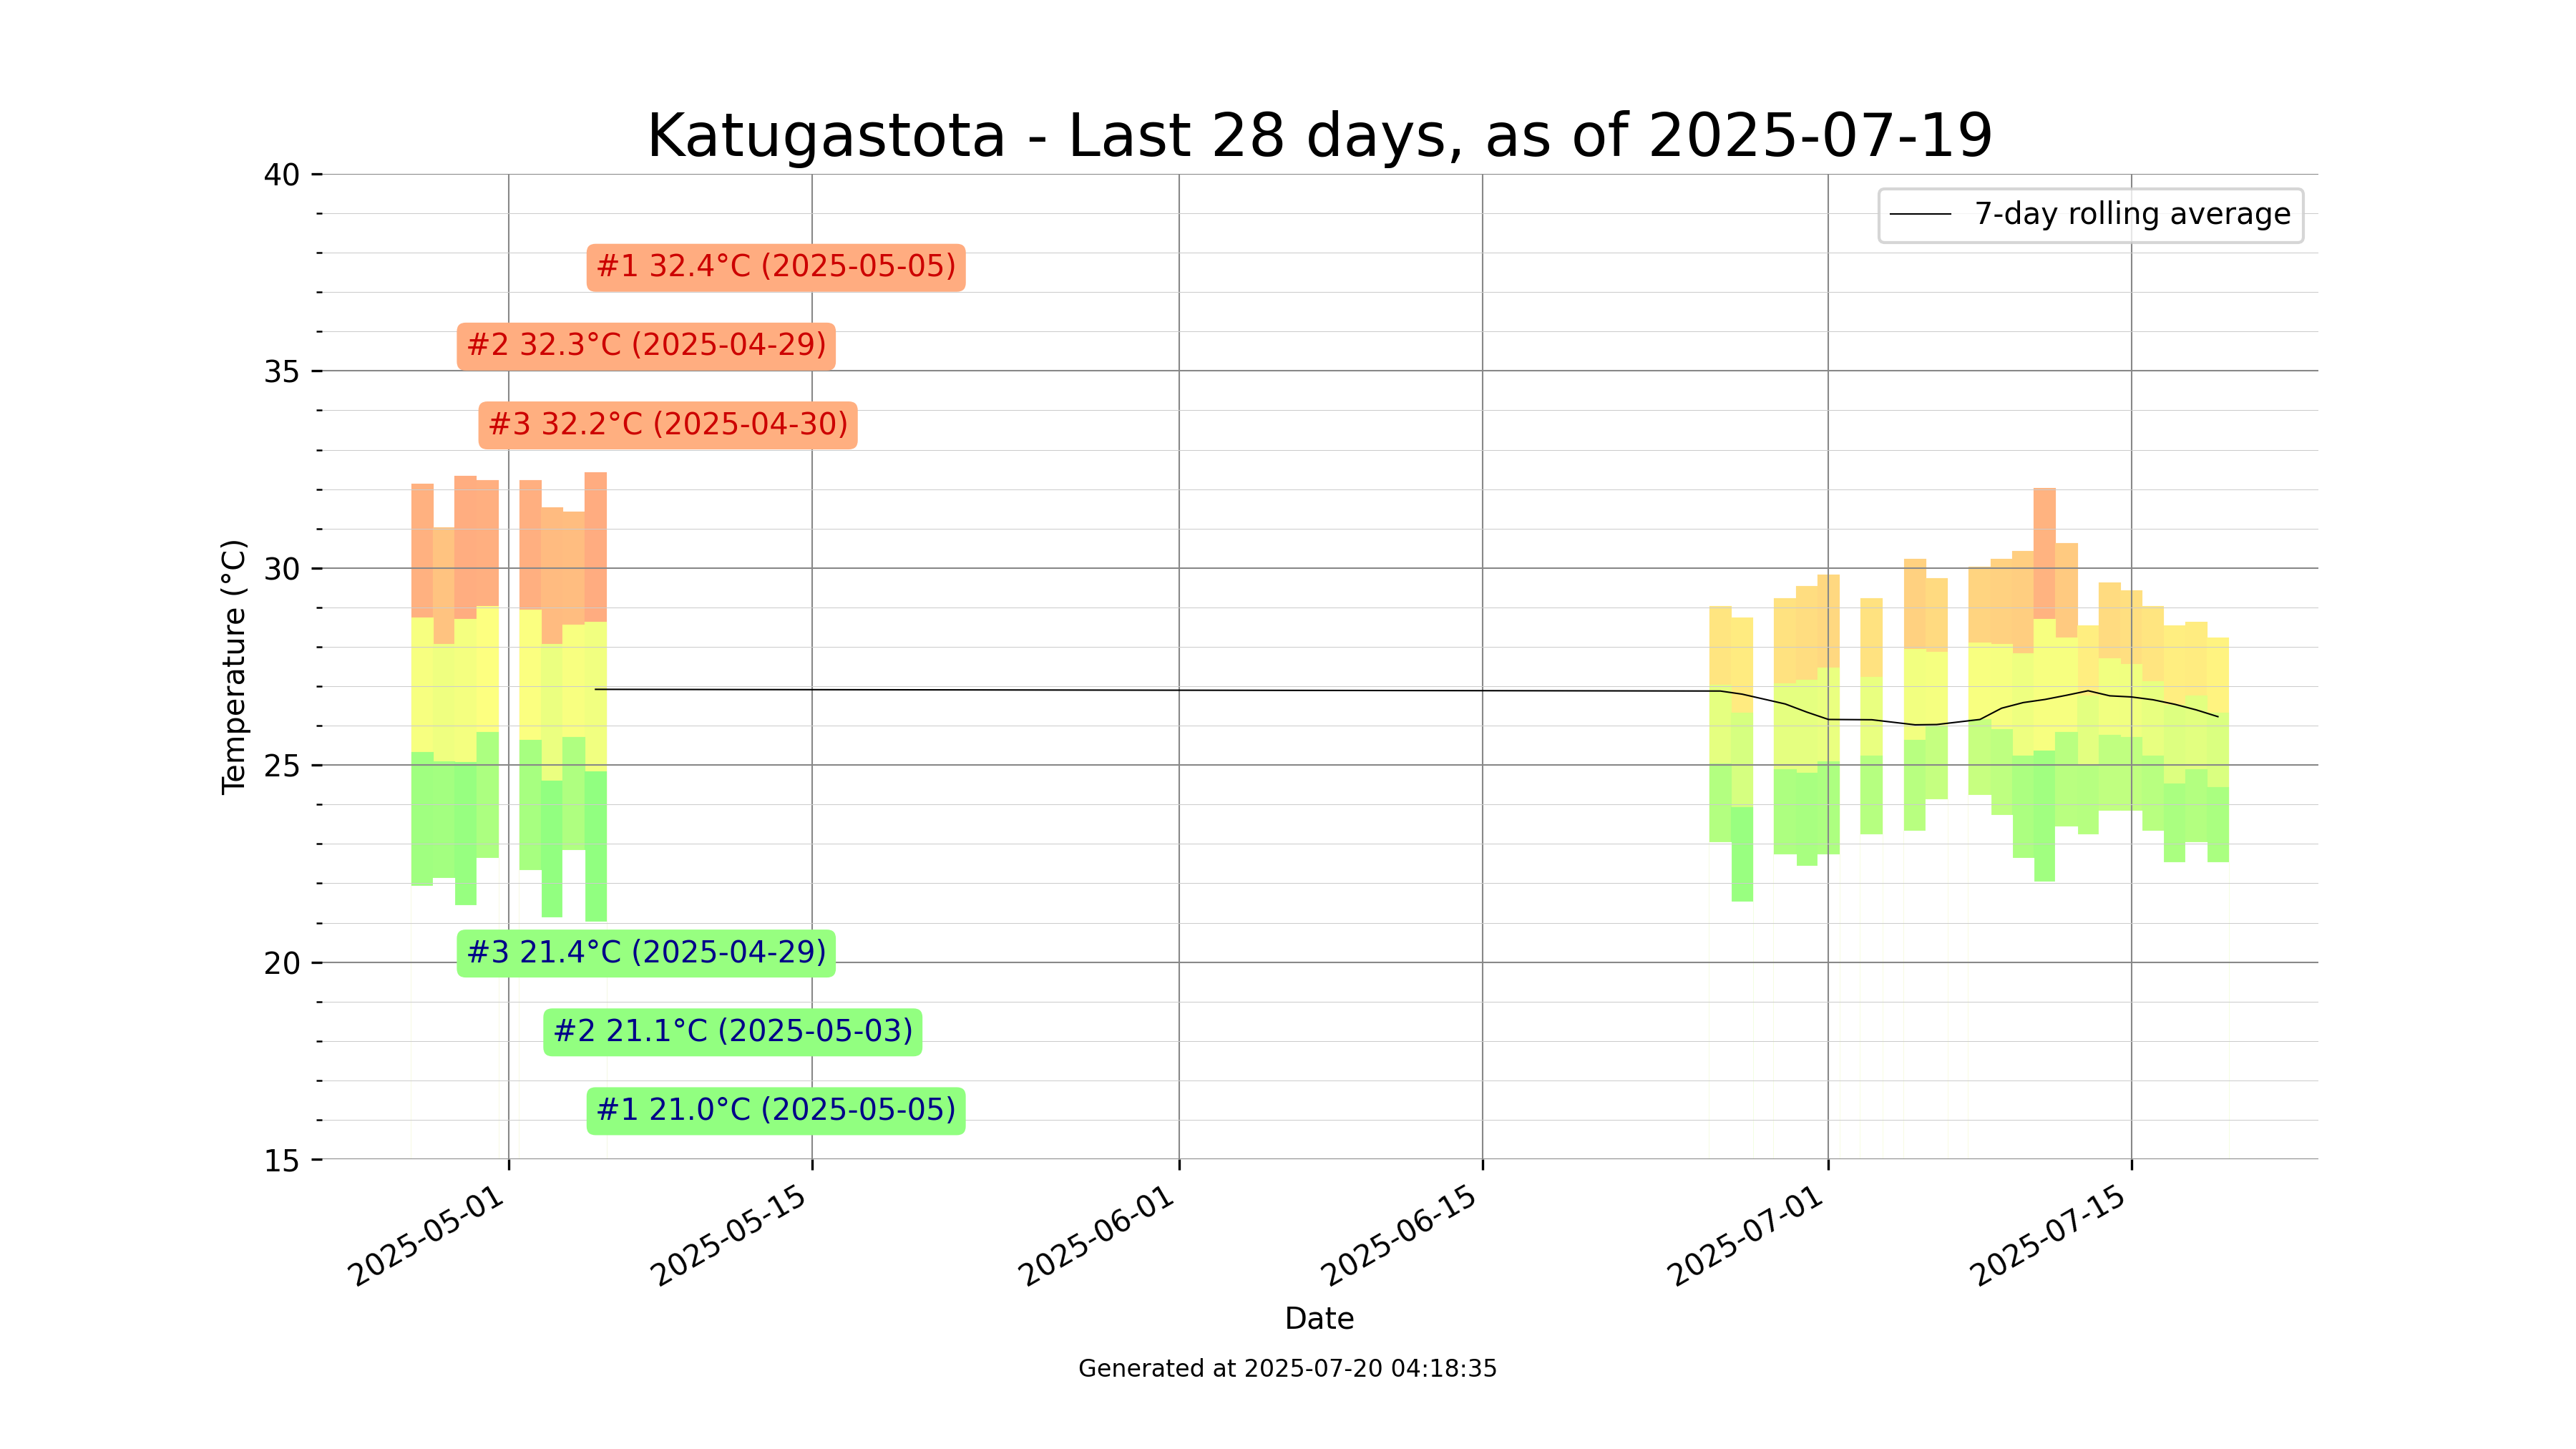 Katugastota - Last 28 days, as of 2025-07-19
40
7-day rolling average
#1 32.4°C (2025-05-05)
#2 32.3°C (2025-04-29)
35
#3 32.2°C (2025-04-30)
30
Temperature (°C)
25
#3 21.4°C (2025-04-29)
20
#2 21.1°C (2025-05-03)
#1 21.0°C (2025-05-05)
15
2025-05-01
2025-05-15
2025-06-01
2025-06-15
2025-07-01
2025-07-15
Date
Generated at 2025-07-20 04:18:35